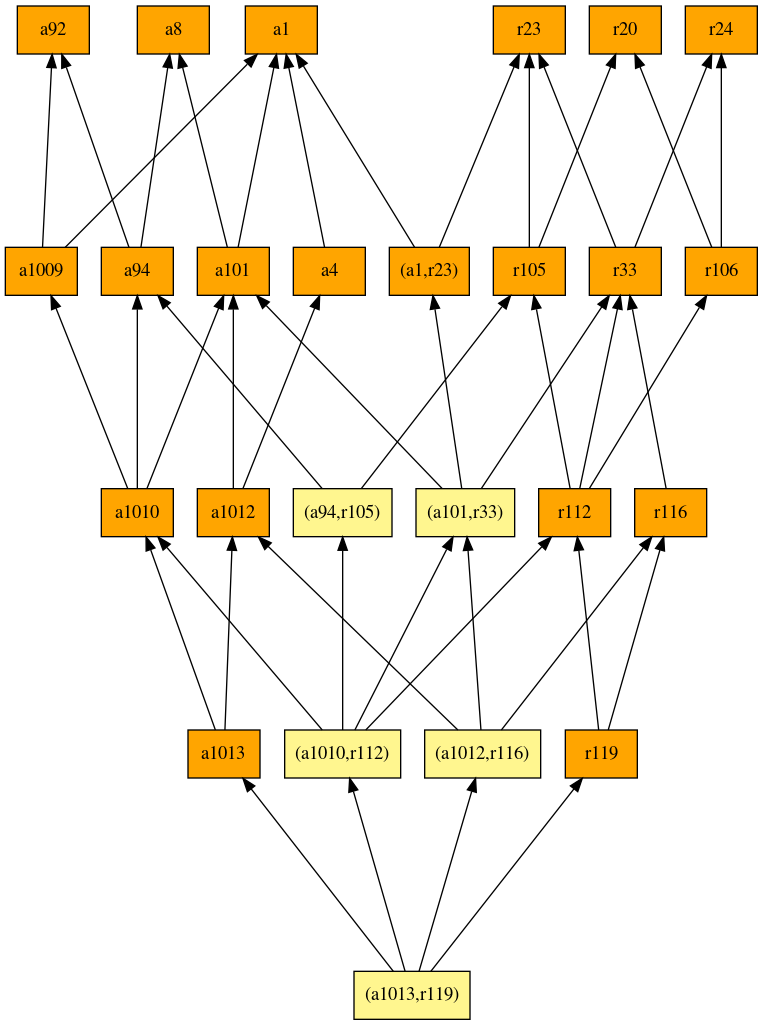 a92
a8
a1
r23
r20
r24
a1009
a94
a101
a4
(a1,r23)
r105
r33
r106
a1010
a1012
(a94,r105)
(a101,r33)
r112
r116
a1013
(a1010,r112)
(a1012,r116)
r119
(a1013,r119)